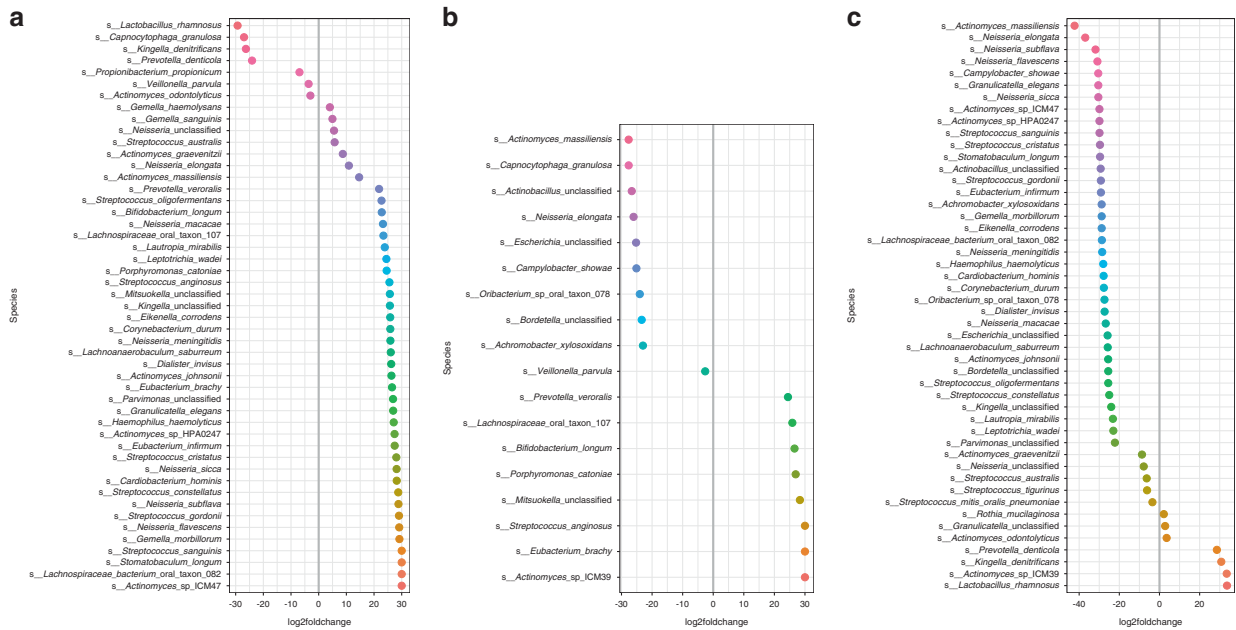 a
s__Lactobacillus_rhamnosus
s__Capnocytophaga_granulosa
s__Kingella_denitrificans
s__Prevotella_denticola
s__Propionibacterium_propionicum
s__Veillonella_parvula
s__Actinomyces_odontolyticus
s__Gemella_haemolysans
s__Gemella_sanguinis
s__Neisseria_unclassified
s__Streptococcus_australis
s__Actinomyces_graevenitzii
s__Neisseria_elongata
s__Actinomyces_massiliensis
s__Prevotella_veroralis
s__Streptococcus_oligofermentans
s__Bifidobacterium_longum
s__Neisseria_macacae
s__Lachnospiraceae_oral_taxon_107
s__Lautropia_mirabilis
s__Leptotrichia_wadei
s__Porphyromonas_catoniae
s__Streptococcus_anginosus
s__Mitsuokella_unclassified
s__Kingella_unclassified
s__Eikenella_corrodens
s__Corynebacterium_durum
s__Neisseria_meningitidis
s__Lachnoanaerobaculum_saburreum
s__Dialister_invisus
s__Actinomyces_johnsonii
s__Eubacterium_brachy
s__Parvimonas_unclassified
s__Granulicatella_elegans
s__Haemophilus_haemolyticus
s__Actinomyces_sp_HPA0247
s__Eubacterium_infirmum
s__Streptococcus_cristatus
s__Neisseria_sicca
s__Cardiobacterium_hominis
s__Streptococcus_constellatus
s__Neisseria_subflava
s__Streptococcus_gordonii
s__Neisseria_flavescens
s__Gemella_morbillorum
s__Streptococcus_sanguinis
s__Stomatobaculum_longum
s__Lachnospiraceae_bacterium_oral_taxon_082
s__Actinomyces_sp_ICM47
Species
-30 -20 -10 0 10 20 30
log2foldchange
b
s__Actinomyces_massiliensis
s__Capnocytophaga_granulosa
s__Actinobacillus_unclassified
s__Neisseria_elongata
s__Escherichia_unclassified
s__Campylobacter_showae
s__Oribacterium_sp_oral_taxon_078
s__Bordetella_unclassified
s__Achromobacter_xylosoxidans
s__Veillonella_parvula
s__Prevotella_veroralis
s__Lachnospiraceae_oral_taxon_107
s__Bifidobacterium_longum
s__Porphyromonas_catoniae
s__Mitsuokella_unclassified
s__Streptococcus_anginosus
s__Eubacterium_brachy
s__Actinomyces_sp_ICM39
Species
-30 -20 -10 0 10 20 30
log2foldchange
c
s__Actinomyces_massiliensis
s__Neisseria_elongata
s__Neisseria_subflava
s__Neisseria_flavescens
s__Campylobacter_showae
s__Granulicatella_elegans
s__Neisseria_sicca
s__Actinomyces_sp_ICM47
s__Actinomyces_sp_HPA0247
s__Streptococcus_sanguinis
s__Streptococcus_cristatus
s__Stomatobaculum_longum
s__Actinobacillus_unclassified
s__Streptococcus_gordonii
s__Eubacterium_infirmum
s__Achromobacter_xylosoxidans
s__Gemella_morbillorum
s__Eikenella_corrodens
s__Lachnospiraceae_bacterium_oral_taxon_082
s__Neisseria_meningitidis
s__Haemophilus_haemolyticus
s__Cardiobacterium_hominis
s__Corynebacterium_durum
s__Oribacterium_sp_oral_taxon_078
s__Dialister_invisus
s__Neisseria_macacae
s__Escherichia_unclassified
s__Lachnoanaerobaculum_saburreum
s__Actinomyces_johnsonii
s__Bordetella_unclassified
s__Streptococcus_oligofermentans
s__Streptococcus_constellatus
s__Kingella_unclassified
s__Lautropia_mirabilis
s__Leptotrichia_wadei
s__Parvimonas_unclassified
s__Actinomyces_graevenitzii
s__Neisseria_unclassified
s__Streptococcus_australis
s__Streptococcus_tigurinus
s__Streptococcus_mitis_oralis_pneumoniae
s__Rothia_mucilaginosa
s__Granulicatella_unclassified
s__Actinomyces_odontolyticus
s__Prevotella_denticola
s__Kingella_denitrificans
s__Actinomyces_sp_ICM39
s__Lactobacillus_rhamnosus
Species
-40 -20 0 20
log2foldchange